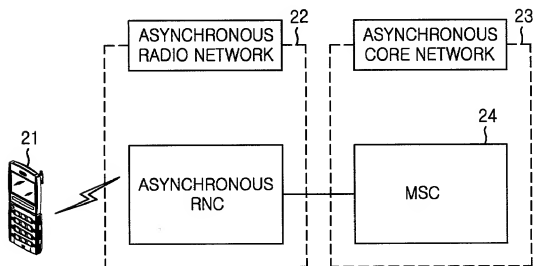 ASYNCHRONOUS
RADIO NETWORK
22
ASYNCHRONOUS
CORE NETWORK
23
21
ASYNCHRONOUS
RNC
24
MSC